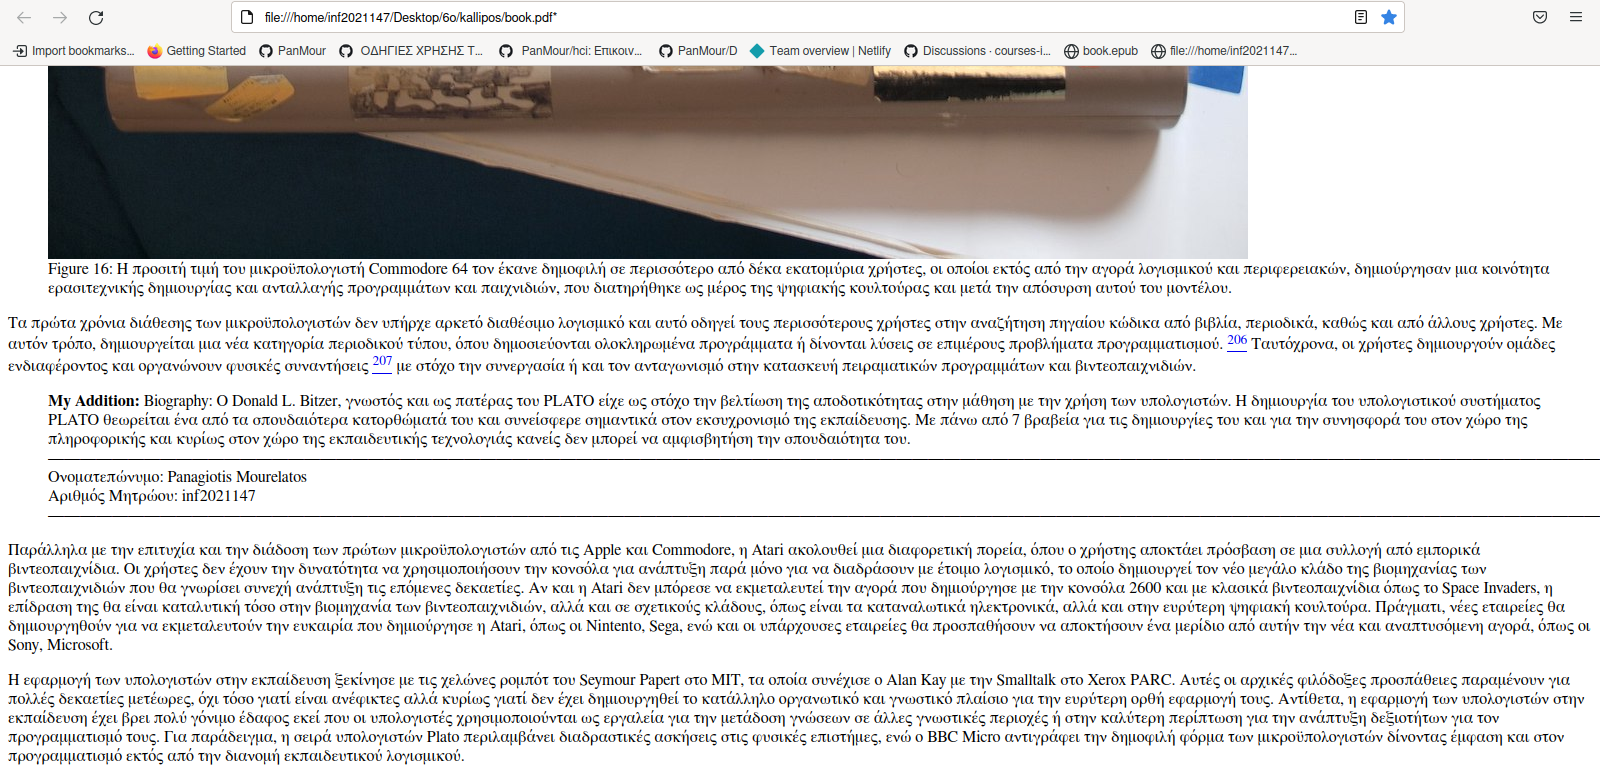 file:///home/inf2021147/Desktop/6o/kallipos/book.pdf*
Import bookmarks... Getting Started PanMour ΟΔΗΓΙΕΣ ΧΡΗΣΗΣ Τ... PanMour/hci: Επικοιν... PanMour/D Team overview | Netlify Discussions · courses-i... book.epub file:///home/inf2021147...
Figure 16: Η προσιτή τιμή του μικροϋπολογιστή Commodore 64 τον έκανε δημοφιλή σε περισσότερο από δέκα εκατομύρια χρήστες, οι οποίοι εκτός από την αγορά λογισμικού και περιφερειακών, δημιούργησαν μια κοινότητα
ερασιτεχνικής δημιουργίας και ανταλλαγής προγραμμάτων και παιχνιδιών, που διατηρήθηκε ως μέρος της ψηφιακής κουλτούρας και μετά την απόσυρση αυτού του μοντέλου.
Τα πρώτα χρόνια διάθεσης των μικροϋπολογιστών δεν υπήρχε αρκετό διαθέσιμο λογισμικό και αυτό οδηγεί τους περισσότερους χρήστες στην αναζήτηση πηγαίου κώδικα από βιβλία, περιοδικά, καθώς και από άλλους χρήστες. Με
αυτόν τρόπο, δημιουργείται μια νέα κατηγορία περιοδικού τύπου, όπου δημοσιεύονται ολοκληρωμένα προγράμματα ή δίνονται λύσεις σε επιμέρους προβλήματα προγραμματισμού. 206 Ταυτόχρονα, οι χρήστες δημιουργούν ομάδες
ενδιαφέροντος και οργανώνουν φυσικές συναντήσεις 207 με στόχο την συνεργασία ή και τον ανταγωνισμό στην κατασκευή πειραματικών προγραμμάτων και βιντεοπαιχνιδιών.
My Addition: Biography: Ο Donald L. Bitzer, γνωστός και ως πατέρας του PLATO είχε ως στόχο την βελτίωση της αποδοτικότητας στην μάθηση με την χρήση των υπολογιστών. Η δημιουργία του υπολογιστικού συστήματος
PLATO θεωρείται ένα από τα σπουδαιότερα κατορθώματά του και συνείσφερε σημαντικά στον εκσυχρονισμό της εκπαίδευσης. Με πάνω από 7 βραβεία για τις δημιουργίες του και για την συνησφορά του στον χώρο της
πληροφορικής και κυρίως στον χώρο της εκπαιδευτικής τεχνολογιάς κανείς δεν μπορεί να αμφισβητήση την σπουδαιότητα του.
Ονοματεπώνυμο: Panagiotis Mourelatos
Αριθμός Μητρώου: inf2021147
Παράλληλα με την επιτυχία και την διάδοση των πρώτων μικροϋπολογιστών από τις Apple και Commodore, η Atari ακολουθεί μια διαφορετική πορεία, όπου ο χρήστης αποκτάει πρόσβαση σε μια συλλογή από εμπορικά
βιντεοπαιχνίδια. Οι χρήστες δεν έχουν την δυνατότητα να χρησιμοποιήσουν την κονσόλα για ανάπτυξη παρά μόνο για να διαδράσουν με έτοιμο λογισμικό, το οποίο δημιουργεί τον νέο μεγάλο κλάδο της βιομηχανίας των
βιντεοπαιχνιδιών που θα γνωρίσει συνεχή ανάπτυξη τις επόμενες δεκαετίες. Αν και η Atari δεν μπόρεσε να εκμεταλευτεί την αγορά που δημιούργησε με την κονσόλα 2600 και με κλασικά βιντεοπαιχνίδια όπως το Space Invaders, η
επίδραση της θα είναι καταλυτική τόσο στην βιομηχανία των βιντεοπαιχνιδιών, αλλά και σε σχετικούς κλάδους, όπως είναι τα καταναλωτικά ηλεκτρονικά, αλλά και στην ευρύτερη ψηφιακή κουλτούρα. Πράγματι, νέες εταιρείες θα
δημιουργηθούν για να εκμεταλευτούν την ευκαιρία που δημιούργησε η Atari, όπως οι Nintento, Sega, ενώ και οι υπάρχουσες εταιρείες θα προσπαθήσουν να αποκτήσουν ένα μερίδιο από αυτήν την νέα και αναπτυσόμενη αγορά, όπως οι
Sony, Microsoft.
Η εφαρμογή των υπολογιστών στην εκπαίδευση ξεκίνησε με τις χελώνες ρομπότ του Seymour Papert στο MIT, τα οποία συνέχισε ο Alan Kay με την Smalltalk στο Xerox PARC. Αυτές οι αρχικές φιλόδοξες προσπάθειες παραμένουν για
πολλές δεκαετίες μετέωρες, όχι τόσο γιατί είναι ανέφικτες αλλά κυρίως γιατί δεν έχει δημιουργηθεί το κατάλληλο οργανωτικό και γνωστικό πλαίσιο για την ευρύτερη ορθή εφαρμογή τους. Αντίθετα, η εφαρμογή των υπολογιστών στην
εκπαίδευση έχει βρει πολύ γόνιμο έδαφος εκεί που οι υπολογιστές χρησιμοποιούνται ως εργαλεία για την μετάδοση γνώσεων σε άλλες γνωστικές περιοχές ή στην καλύτερη περίπτωση για την ανάπτυξη δεξιοτήτων για τον
προγραμματισμό τους. Για παράδειγμα, η σειρά υπολογιστών Plato περιλαμβάνει διαδραστικές ασκήσεις στις φυσικές επιστήμες, ενώ ο BBC Micro αντιγράφει την δημοφιλή φόρμα των μικροϋπολογιστών δίνοντας έμφαση και στον
προγραμματισμό εκτός από την διανομή εκπαιδευτικού λογισμικού.